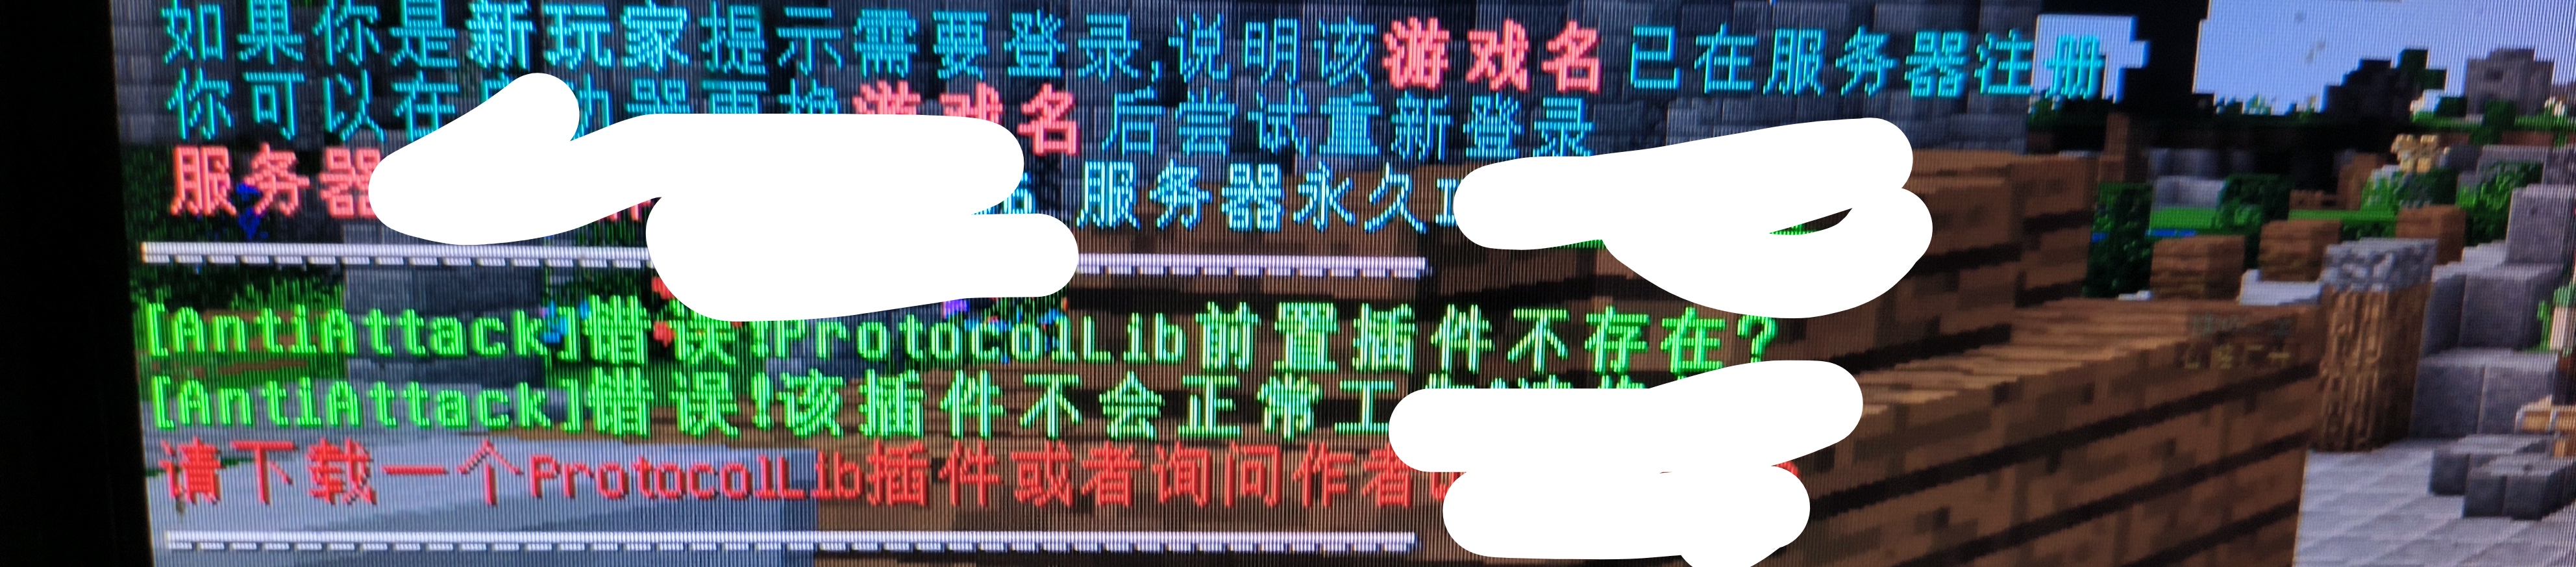 如果你是新玩家提示需要登录,说明该游戏名 已在服务器注册
你可以在 游戏名 后尝试重新登录
服务器 服务器永久
[AntiAttack]错误!ProtocolLib前置插件不存在?
[AntiAttack]错误!该插件不会正常工
请下载一个ProtocolLib插件或者询问作者